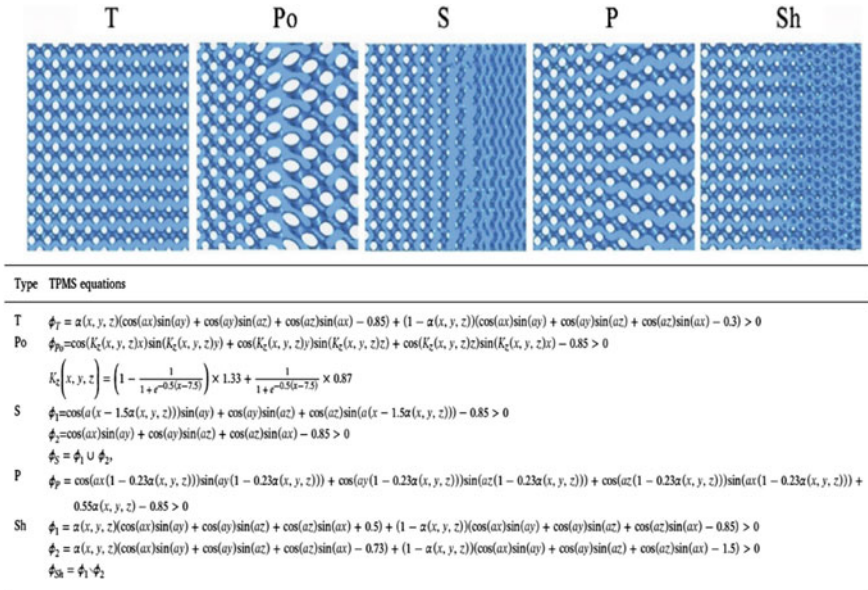 T Po S P Sh
Type TPMS equations
T ϕ_T = α(x, y, z)(cos(ax)sin(ay) + cos(ay)sin(az) + cos(az)sin(ax) − 0.85) + (1 − α(x, y, z))(cos(ax)sin(ay) + cos(ay)sin(az) + cos(az)sin(ax) − 0.3) > 0
Po ϕ_Po=cos(K_ζ(x, y, z)x)sin(K_ζ(x, y, z)y) + cos(K_ζ(x, y, z)y)sin(K_ζ(x, y, z)z) + cos(K_ζ(x, y, z)z)sin(K_ζ(x, y, z)x) − 0.85 > 0
K_ζ(x, y, z) = (1 − 1/(1+e^−0.5(x−7.5))) × 1.33 + 1/(1+e^−0.5(x−7.5)) × 0.87
S ϕ_1=cos(a(x − 1.5α(x, y, z)))sin(ay) + cos(ay)sin(az) + cos(az)sin(a(x − 1.5α(x, y, z))) − 0.85 > 0
ϕ_2=cos(ax)sin(ay) + cos(ay)sin(az) + cos(az)sin(ax) − 0.85 > 0
ϕ_S = ϕ_1 ∪ ϕ_2,
P ϕ_P = cos(ax(1 − 0.23α(x, y, z)))sin(ay(1 − 0.23α(x, y, z))) + cos(ay(1 − 0.23α(x, y, z)))sin(az(1 − 0.23α(x, y, z))) + cos(az(1 − 0.23α(x, y, z)))sin(ax(1 − 0.23α(x, y, z))) +
0.55α(x, y, z) − 0.85 > 0
Sh ϕ_1 = α(x, y, z)(cos(ax)sin(ay) + cos(ay)sin(az) + cos(az)sin(ax) + 0.5) + (1 − α(x, y, z))(cos(ax)sin(ay) + cos(ay)sin(az) + cos(az)sin(ax) − 0.85) > 0
ϕ_2 = α(x, y, z)(cos(ax)sin(ay) + cos(ay)sin(az) + cos(az)sin(ax) − 0.73) + (1 − α(x, y, z))(cos(ax)sin(ay) + cos(ay)sin(az) + cos(az)sin(ax) − 1.5) > 0
ϕ_Sh = ϕ_1\ϕ_2